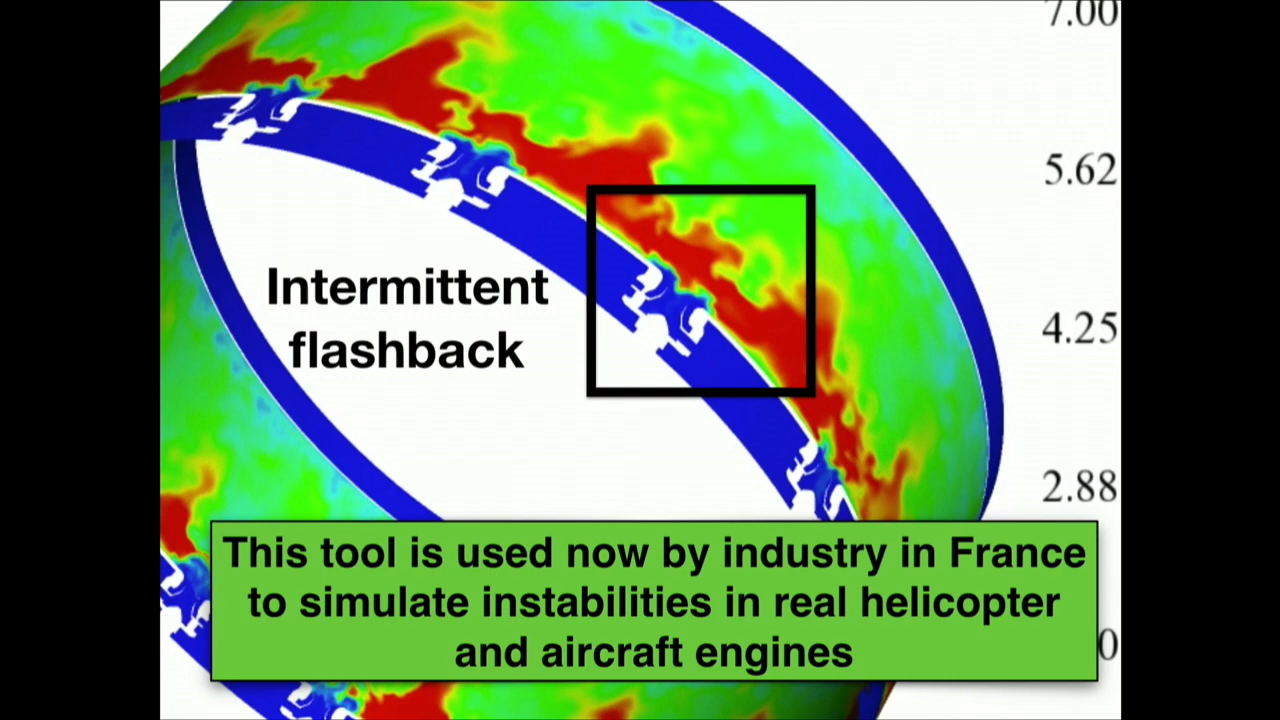 7.00
5.62
Intermittent
flashback
4.25
2.88
This tool is used now by industry in France
to simulate instabilities in real helicopter
and aircraft engines
0